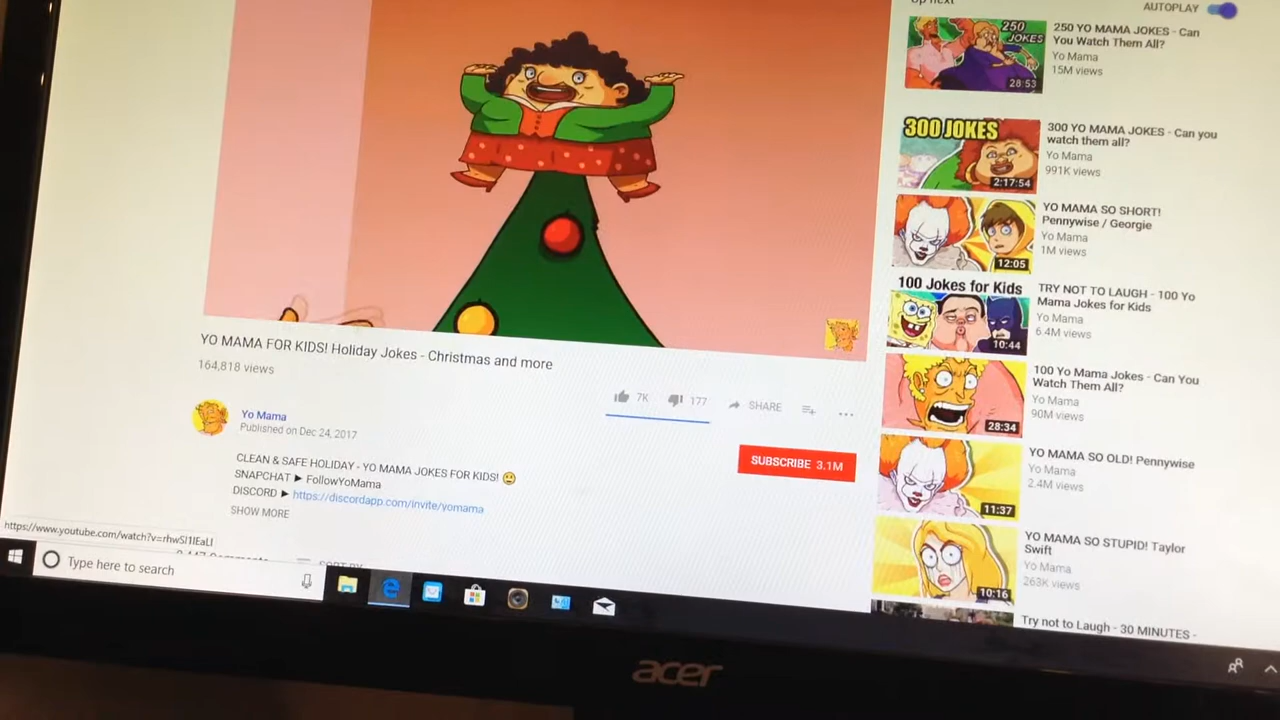 Up next
AUTOPLAY
250 JOKES
28:53
250 YO MAMA JOKES - Can
You Watch Them All?
Yo Mama
15M views
300 JOKES
2:17:54
300 YO MAMA JOKES - Can you
watch them all?
Yo Mama
991K views
12:05
YO MAMA SO SHORT!
Pennywise / Georgie
Yo Mama
1M views
100 Jokes for Kids
10:44
TRY NOT TO LAUGH - 100 Yo
Mama Jokes for Kids
Yo Mama
6.4M views
28:34
100 Yo Mama Jokes - Can You
Watch Them All?
Yo Mama
90M views
11:37
YO MAMA SO OLD! Pennywise
Yo Mama
2.4M views
10:16
YO MAMA SO STUPID! Taylor
Swift
Yo Mama
263K views
Try not to Laugh - 30 MINUTES -
YO MAMA FOR KIDS! Holiday Jokes - Christmas and more
164,818 views
7K 177 SHARE
Yo Mama
Published on Dec 24, 2017
SUBSCRIBE 3.1M
CLEAN & SAFE HOLIDAY - YO MAMA JOKES FOR KIDS! 😀
SNAPCHAT ► FollowYoMama
DISCORD ► https://discordapp.com/invite/yomama
SHOW MORE
https://www.youtube.com/watch?v=rhwSl1IEaLI
Type here to search
acer